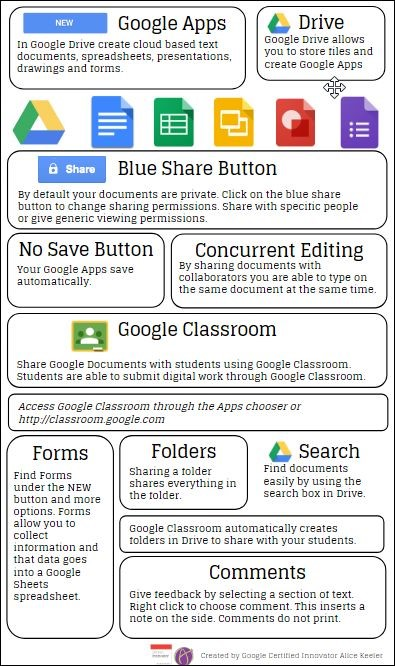 NEW
Google Apps
In Google Drive create cloud based text
documents, spreadsheets, presentations,
drawings and forms.
Drive
Google Drive allows
you to store files and
create Google Apps
Share
Blue Share Button
By default your documents are private. Click on the blue share
button to change sharing permissions. Share with specific people
or give generic viewing permissions.
No Save Button
Your Google Apps save
automatically.
Concurrent Editing
By sharing documents with
collaborators you are able to type on
the same document at the same time.
Google Classroom
Share Google Documents with students using Google Classroom.
Students are able to submit digital work through Google Classroom.
Access Google Classroom through the Apps chooser or
http://classroom.google.com
Forms
Find Forms
under the NEW
button and more
options. Forms
allow you to
collect
information and
that data goes
into a Google
Sheets
spreadsheet.
Folders
Sharing a folder
shares everything in
the folder.
Search
Find documents
easily by using the
search box in Drive.
Google Classroom automatically creates
folders in Drive to share with your students.
Comments
Give feedback by selecting a section of text.
Right click to choose comment. This inserts a
note on the side. Comments do not print.
Created by Google Certified Innovator Alice Keeler